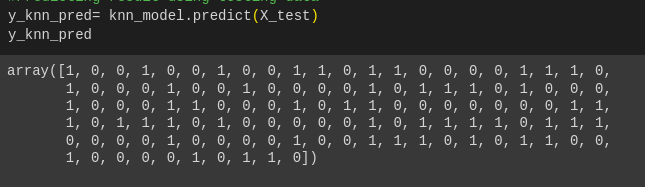 #Predicting result using testing data
y_knn_pred= knn_model.predict(X_test)
y_knn_pred
array([1, 0, 0, 1, 0, 0, 1, 0, 0, 1, 1, 0, 1, 1, 0, 0, 0, 0, 1, 1, 1, 0,
1, 0, 0, 0, 1, 0, 0, 1, 0, 0, 0, 0, 1, 0, 1, 1, 1, 0, 1, 0, 0, 0,
1, 0, 0, 0, 1, 1, 0, 0, 0, 1, 0, 1, 1, 0, 0, 0, 0, 0, 0, 0, 1, 1,
1, 0, 1, 1, 1, 0, 1, 0, 0, 0, 0, 0, 1, 0, 1, 1, 1, 1, 0, 1, 1, 1,
0, 0, 0, 0, 1, 0, 0, 0, 0, 1, 0, 0, 1, 1, 1, 0, 1, 0, 1, 1, 0, 0,
1, 0, 0, 0, 0, 1, 0, 1, 1, 0])